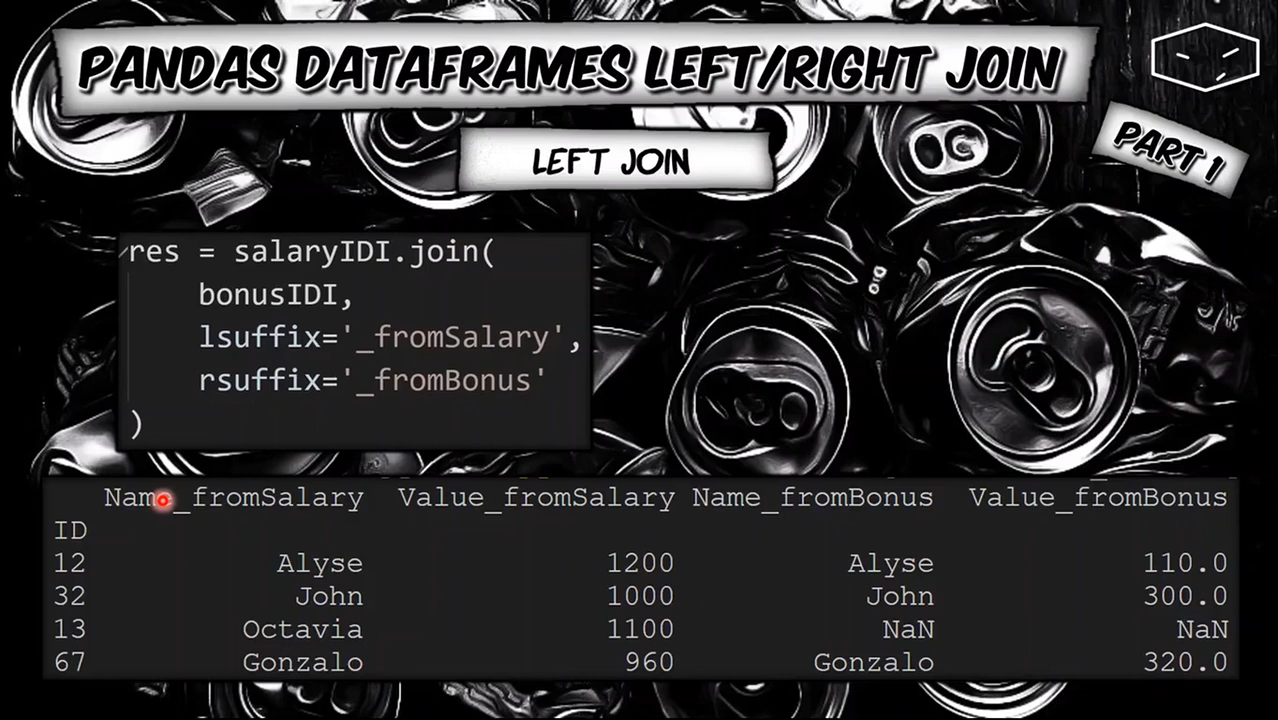 PANDAS DATAFRAMES LEFT/RIGHT JOIN
PART 1
LEFT JOIN
OG
res = salaryIDI.join(
bonusIDI,
lsuffix='_fromSalary',
rsuffix='_fromBonus'
)
Name_fromSalary Value_fromSalary Name_fromBonus Value_fromBonus
ID
12 Alyse 1200 Alyse 110.0
32 John 1000 John 300.0
13 Octavia 1100 NaN NaN
67 Gonzalo 960 Gonzalo 320.0